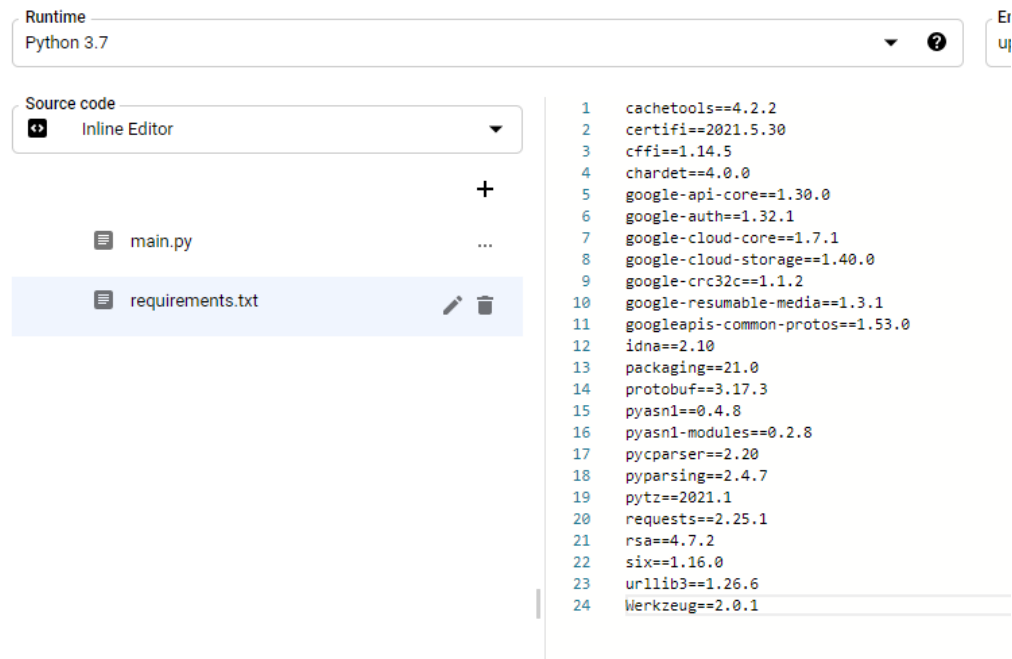 Runtime
Python 3.7
Source code
Inline Editor
main.py
...
requirements.txt
1 cachetools==4.2.2
2 certifi==2021.5.30
3 cffi==1.14.5
4 chardet==4.0.0
5 google-api-core==1.30.0
6 google-auth==1.32.1
7 google-cloud-core==1.7.1
8 google-cloud-storage==1.40.0
9 google-crc32c==1.1.2
10 google-resumable-media==1.3.1
11 googleapis-common-protos==1.53.0
12 idna==2.10
13 packaging==21.0
14 protobuf==3.17.3
15 pyasn1==0.4.8
16 pyasn1-modules==0.2.8
17 pycparser==2.20
18 pyparsing==2.4.7
19 pytz==2021.1
20 requests==2.25.1
21 rsa==4.7.2
22 six==1.16.0
23 urllib3==1.26.6
24 Werkzeug==2.0.1